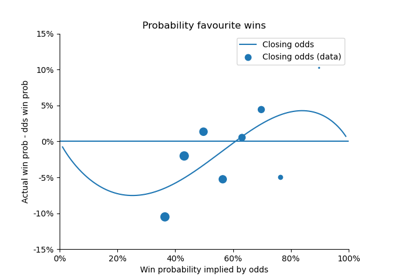 Probability favourite wins
Closing odds
Closing odds (data)
15%
10%
5%
0%
-5%
-10%
-15%
Actual win prob - dds win prob
0%
20%
40%
60%
80%
100%
Win probability implied by odds